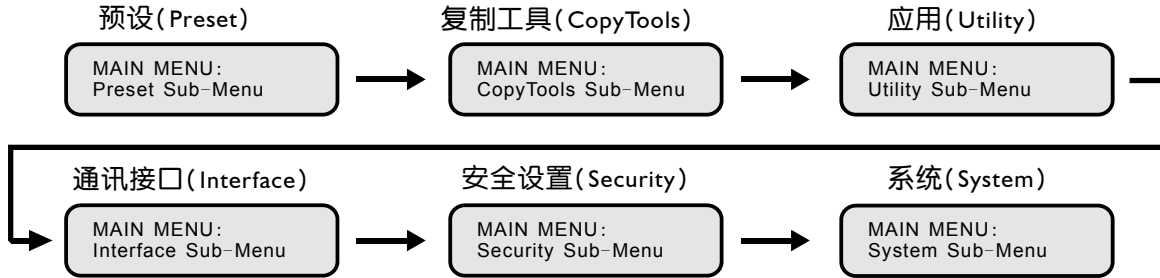 预设(Preset)
复制工具(CopyTools)
应用(Utility)
MAIN MENU:
Preset Sub-Menu
MAIN MENU:
CopyTools Sub-Menu
MAIN MENU:
Utility Sub-Menu
通讯接口(Interface)
安全设置(Security)
系统(System)
MAIN MENU:
Interface Sub-Menu
MAIN MENU:
Security Sub-Menu
MAIN MENU:
System Sub-Menu